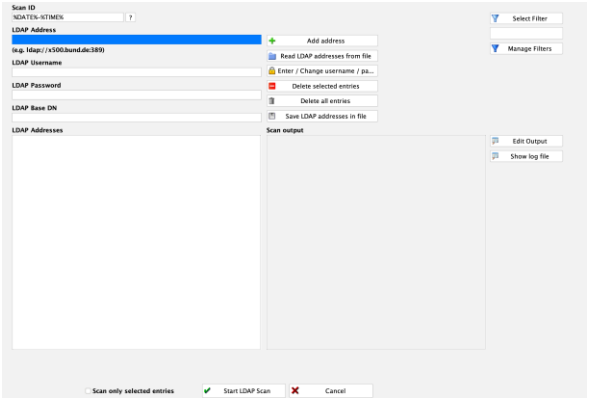 Scan ID
%DATE%-%TIME%
?
Select Filter
LDAP Address
(e.g. ldap://x500.bund.de:389)
Add address
Manage Filters
Read LDAP addresses from file
LDAP Username
Enter / Change username / pa...
LDAP Password
Delete selected entries
Delete all entries
LDAP Base DN
Save LDAP addresses in file
LDAP Addresses
Scan output
Edit Output
Show log file
Scan only selected entries
Start LDAP Scan
Cancel